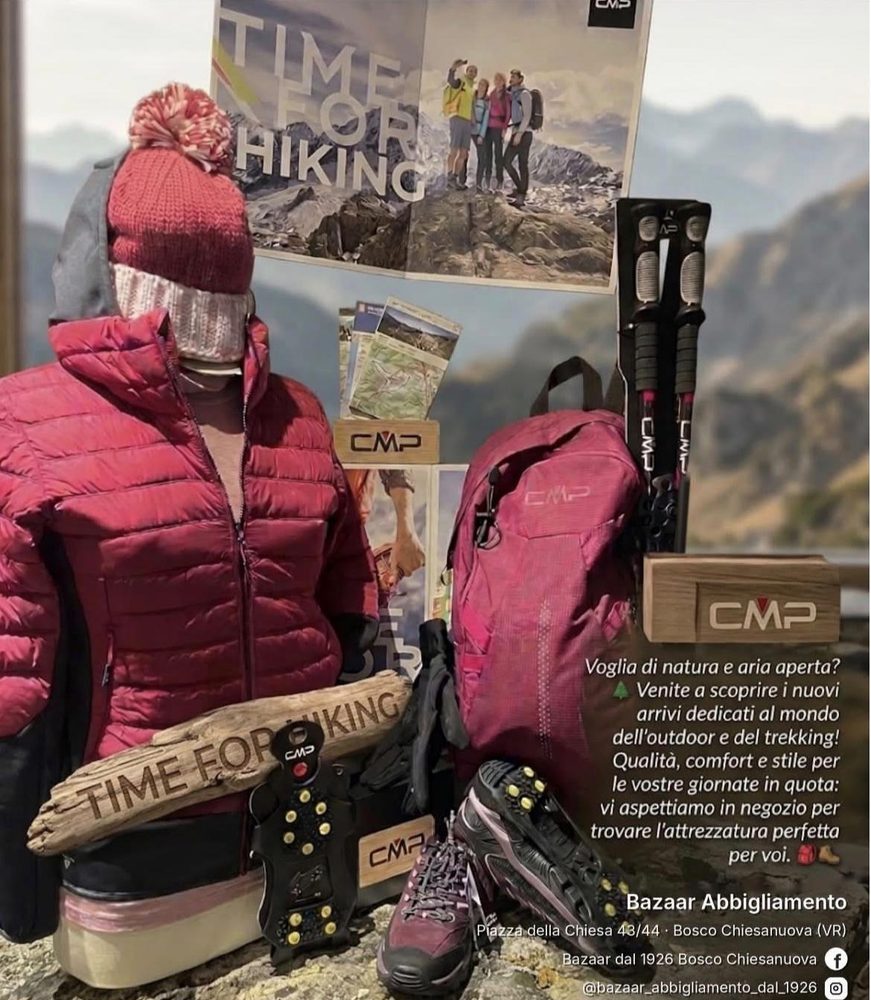 CMP
TIME
FOR
HIKING
CMP
CMP
CMP
CMP
TIME FOR HIKING
CMP
CMP
Voglia di natura e aria aperta?
🌲 Venite a scoprire i nuovi
arrivi dedicati al mondo
dell'outdoor e del trekking!
Qualità, comfort e stile per
le vostre giornate in quota:
vi aspettiamo in negozio per
trovare l'attrezzatura perfetta
per voi. 🎒🥾
Bazaar Abbigliamento
Piazza della Chiesa 43/44 · Bosco Chiesanuova (VR)
Bazaar dal 1926 Bosco Chiesanuova
@bazaar_abbigliamento_dal_1926